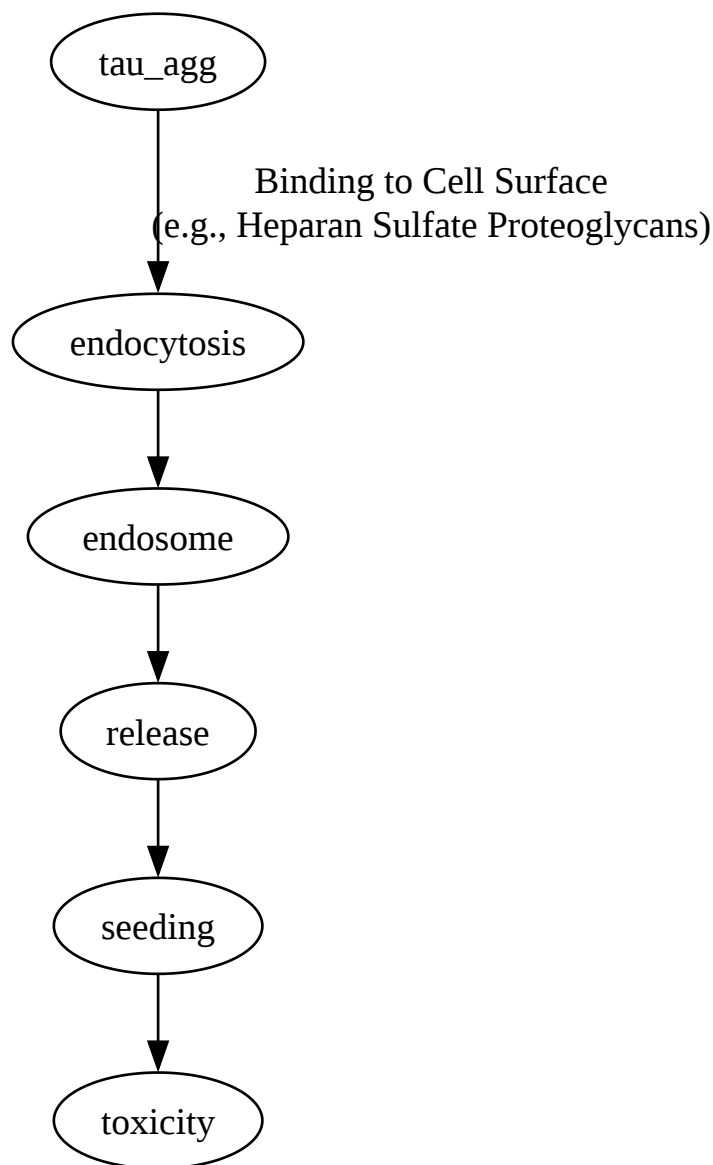 tau_agg
Binding to Cell Surface
(e.g., Heparan Sulfate Proteoglycans)
endocytosis
endosome
release
seeding
toxicity